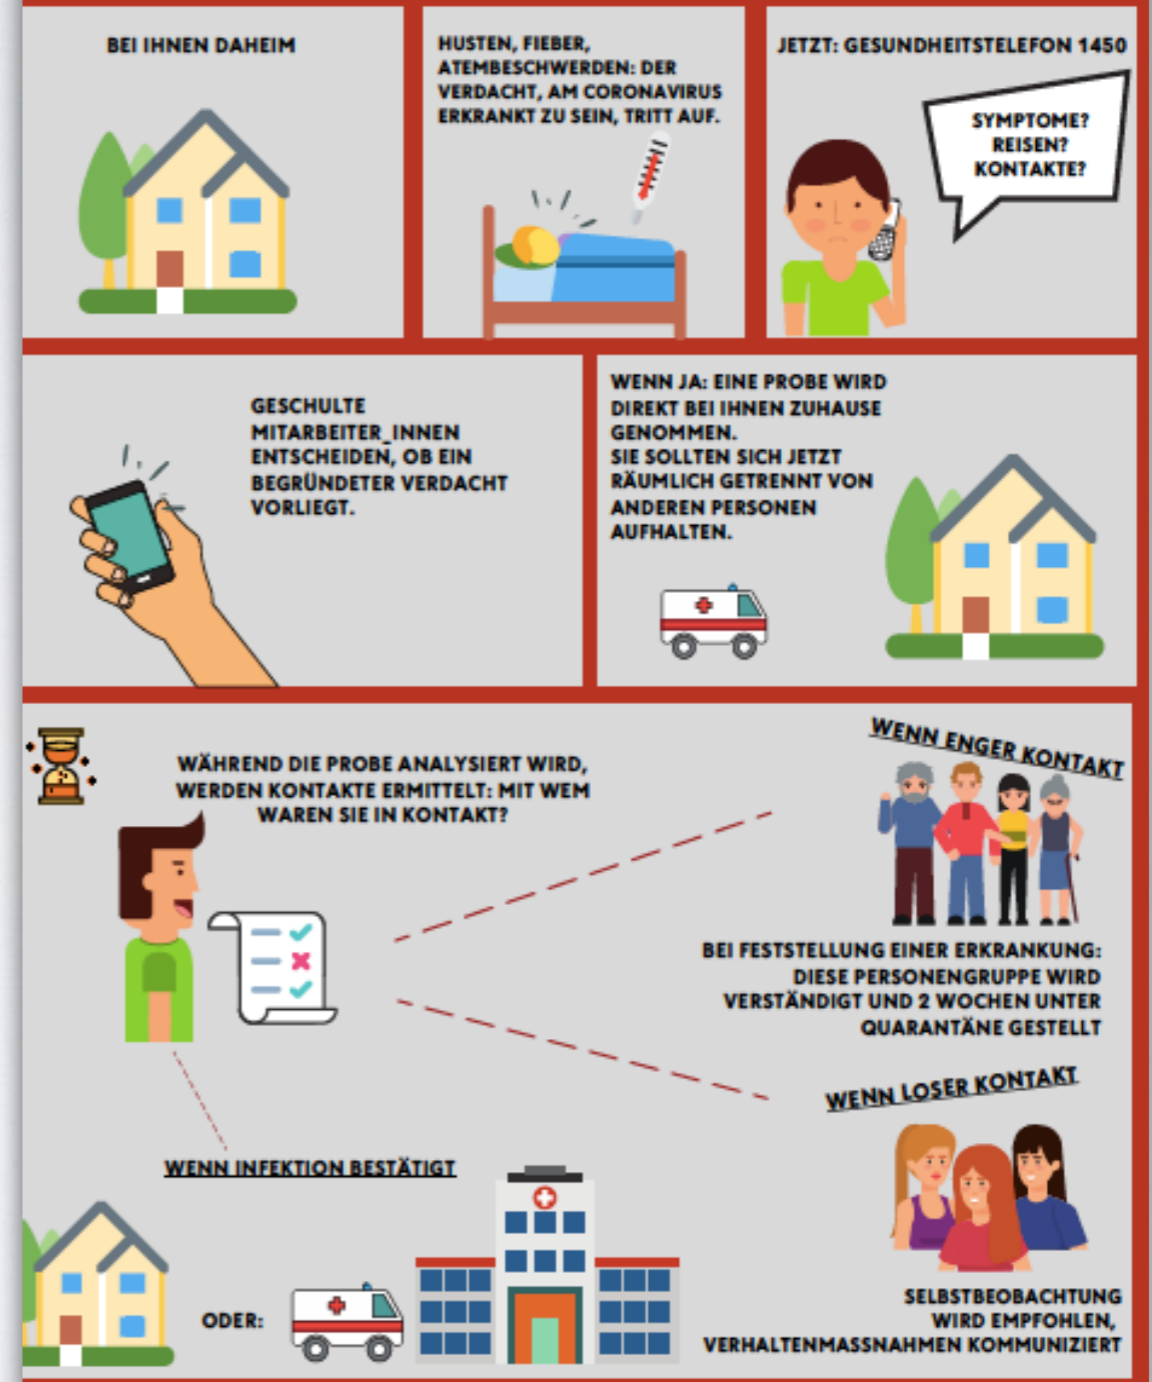 BEI IHNEN DAHEIM
HUSTEN, FIEBER,
ATEMBESCHWERDEN: DER
VERDACHT, AM CORONAVIRUS
ERKRANKT ZU SEIN, TRITT AUF.
JETZT: GESUNDHEITSTELEFON 1450
SYMPTOME?
REISEN?
KONTAKTE?
GESCHULTE
MITARBEITER_INNEN
ENTSCHEIDEN, OB EIN
BEGRÜNDETER VERDACHT
VORLIEGT.
WENN JA: EINE PROBE WIRD
DIREKT BEI IHNEN ZUHAUSE
GENOMMEN.
SIE SOLLTEN SICH JETZT
RÄUMLICH GETRENNT VON
ANDEREN PERSONEN
AUFHALTEN.
WÄHREND DIE PROBE ANALYSIERT WIRD,
WERDEN KONTAKTE ERMITTELT: MIT WEM
WAREN SIE IN KONTAKT?
WENN ENGER KONTAKT
BEI FESTSTELLUNG EINER ERKRANKUNG:
DIESE PERSONENGRUPPE WIRD
VERSTÄNDIGT UND 2 WOCHEN UNTER
QUARANTÄNE GESTELLT
WENN LOSER KONTAKT
SELBSTBEOBACHTUNG
WIRD EMPFOHLEN,
VERHALTENMASSNAHMEN KOMMUNIZIERT
WENN INFEKTION BESTÄTIGT
ODER: